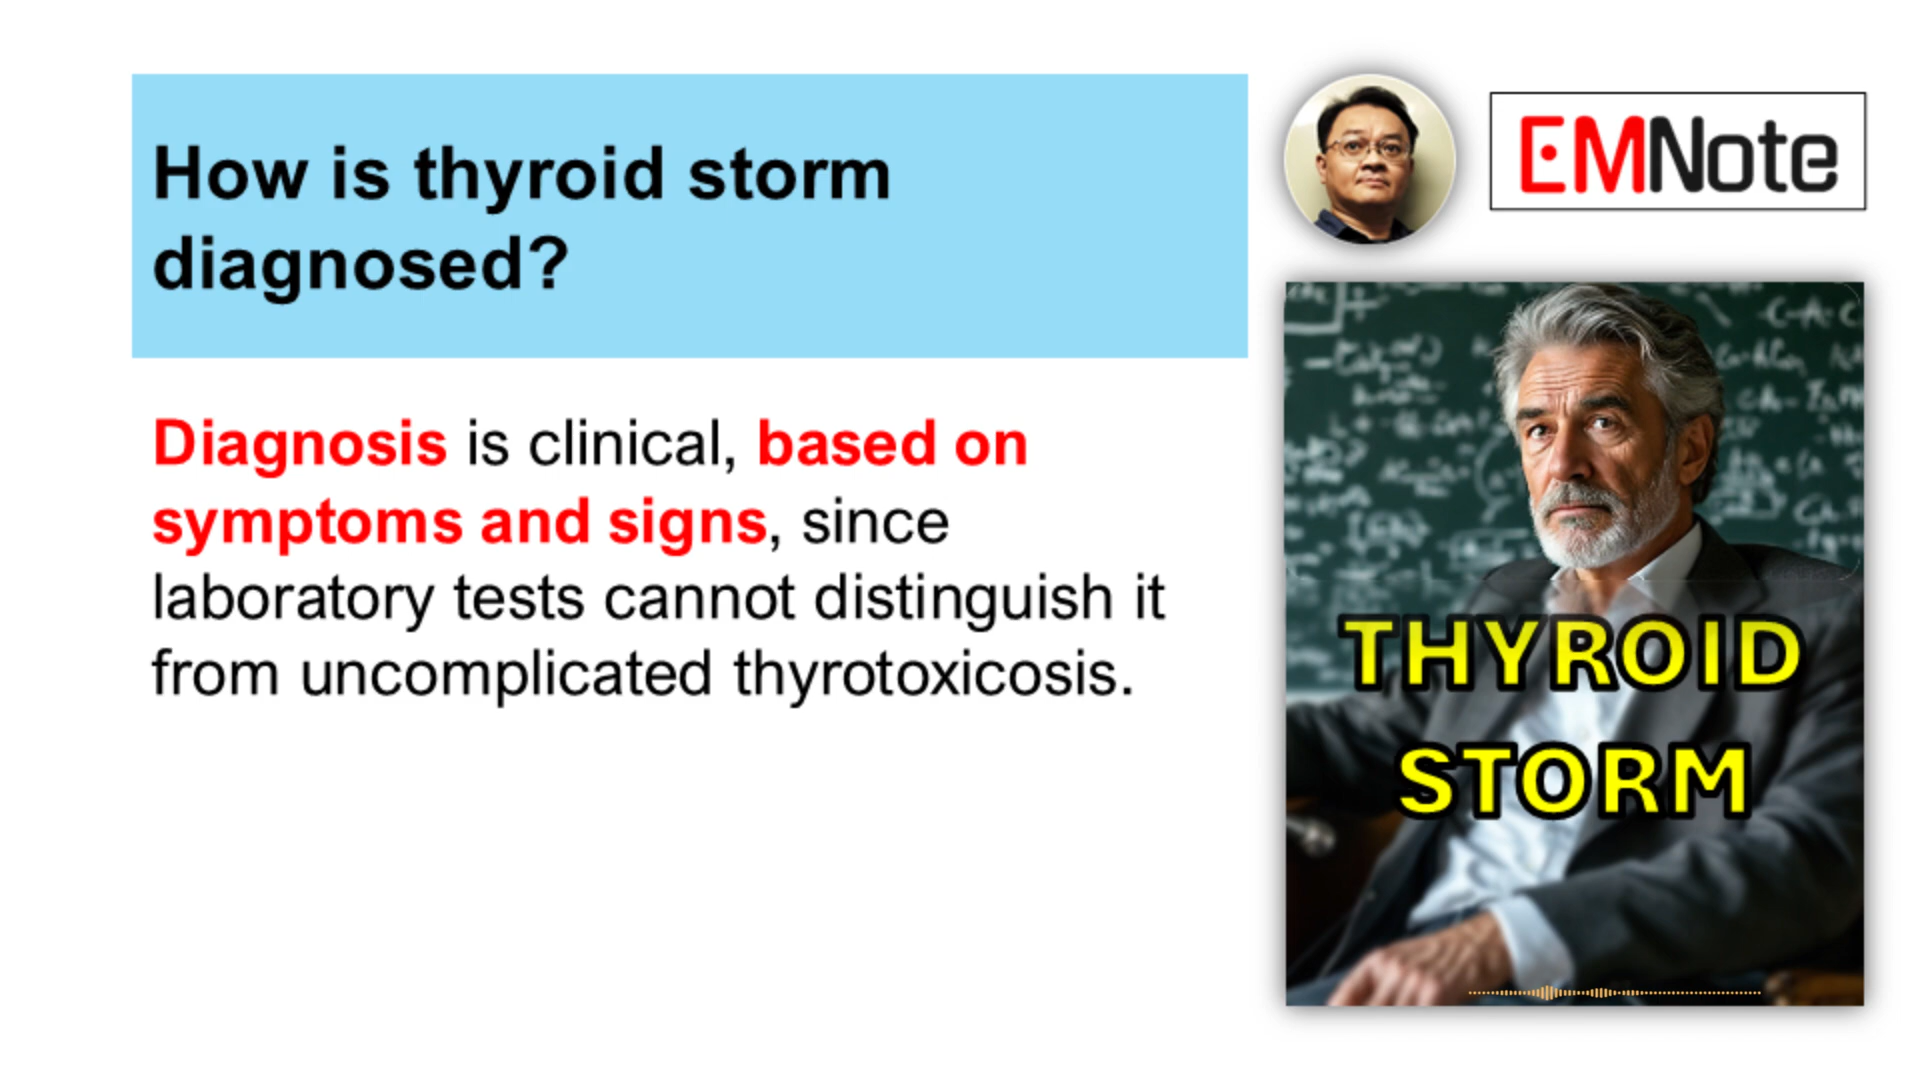 How is thyroid storm
diagnosed?
Diagnosis is clinical, based on
symptoms and signs, since
laboratory tests cannot distinguish it
from uncomplicated thyrotoxicosis.
EMNote
THYROID
STORM